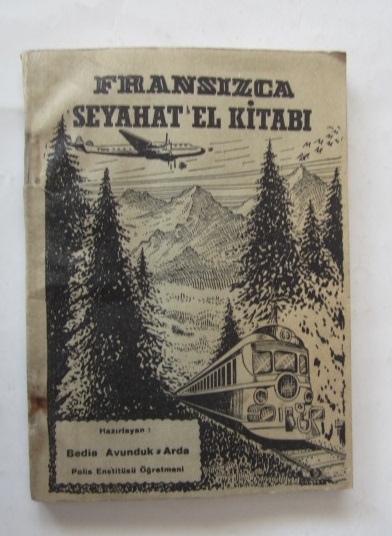 FRANSIZCA
SEYAHAT EL KİTABI
Hazırlayan :
Bedia Avunduk - Arda
Polis Enstitüsü Öğretmeni